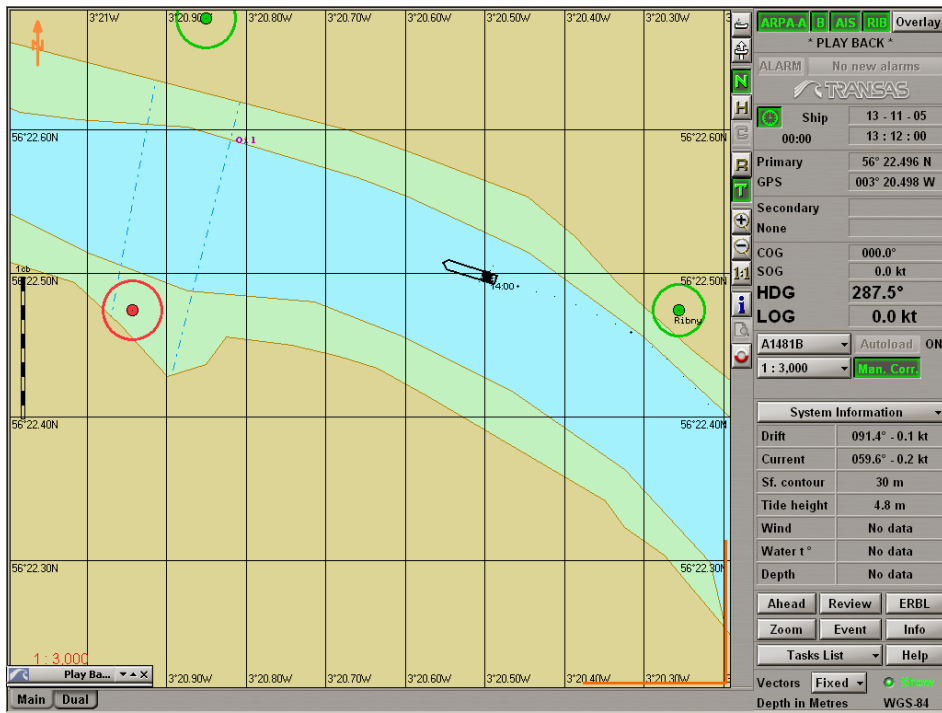 3°21W 3°20.90W 3°20.80W 3°20.70W 3°20.60W 3°20.50W 3°20.40W 3°20.30W
N
56°22.60N 56°22.60N
1cb
56°22.50N 56°22.50N
14:00
Ribny
56°22.40N 56°22.40N
56°22.30N 56°22.30N
1 : 3,000
3°20.90W 3°20.80W 3°20.70W 3°20.60W 3°20.50W 3°20.40W 3°20.30W
Play Ba...
Main Dual
N
H
C
R
T
1:1
i
ARPA-A B AIS RIB Overlay
* PLAY BACK *
ALARM No new alarms
TRANSAS
Ship 13 - 11 - 05
00:00 13 : 12 : 00
Primary 56° 22.496 N
GPS 003° 20.498 W
Secondary
None
COG 000.0°
SOG 0.0 kt
HDG 287.5°
LOG 0.0 kt
A1481B Autoload ON
1 : 3,000 Man. Corr.
System Information
Drift 091.4° - 0.1 kt
Current 059.6° - 0.2 kt
Sf. contour 30 m
Tide height 4.8 m
Wind No data
Water t° No data
Depth No data
Ahead Review ERBL
Zoom Event Info
Tasks List Help
Vectors Fixed Show
Depth in Metres WGS-84